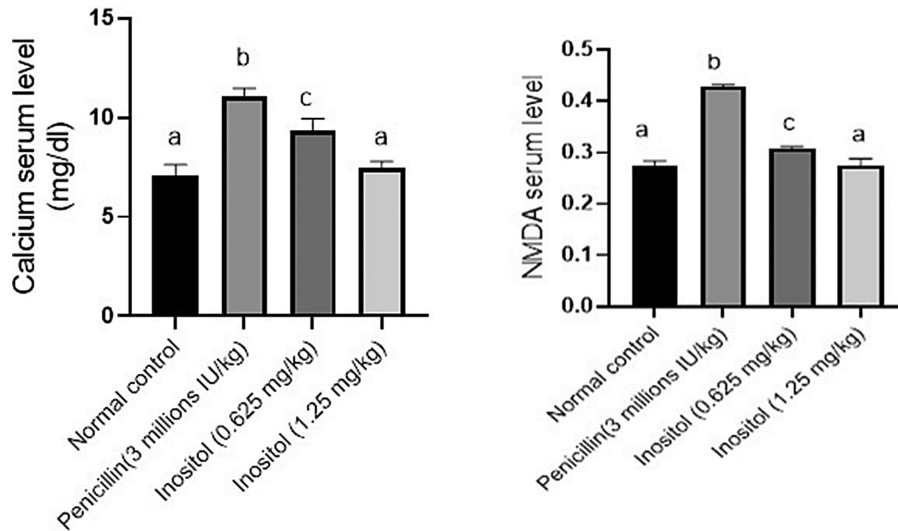 Calcium serum level
(mg/dl)
15
10
5
0
a
b
c
a
Normal control
Penicillin(3 millions IU/kg)
Inositol (0.625 mg/kg)
Inositol (1.25 mg/kg)
NMDA serum level
0.5
0.4
0.3
0.2
0.1
0.0
a
b
c
a
Normal control
Penicillin(3 millions IU/kg)
Inositol (0.625 mg/kg)
Inositol (1.25 mg/kg)